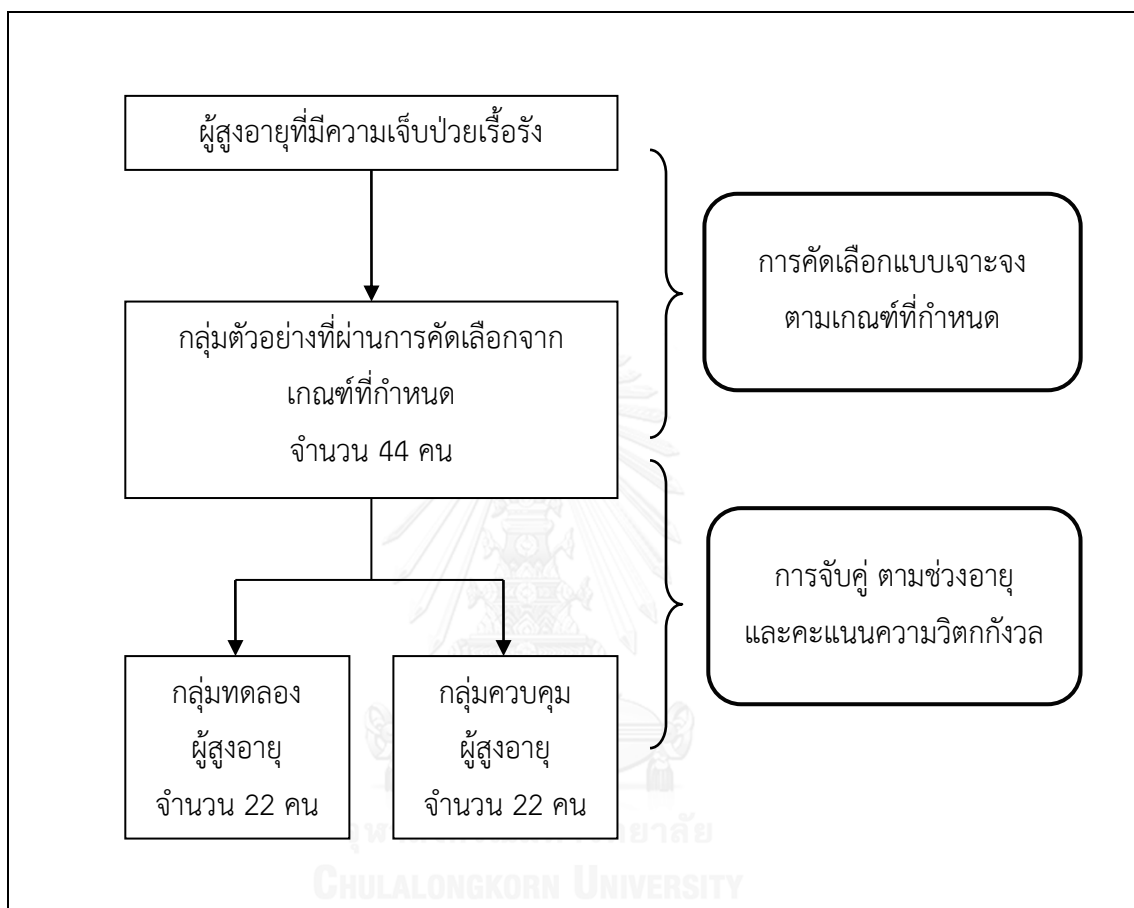 ผู้สูงอายุที่มีความเจ็บป่วยเรื้อรัง
การคัดเลือกแบบเจาะจง
ตามเกณฑ์ที่กำหนด
กลุ่มตัวอย่างที่ผ่านการคัดเลือกจาก
เกณฑ์ที่กำหนด
จำนวน 44 คน
การจับคู่ ตามช่วงอายุ
และคะแนนความวิตกกังวล
กลุ่มทดลอง
ผู้สูงอายุ
จำนวน 22 คน
กลุ่มควบคุม
ผู้สูงอายุ
จำนวน 22 คน
CHULALONGKORN UNIVERSITY